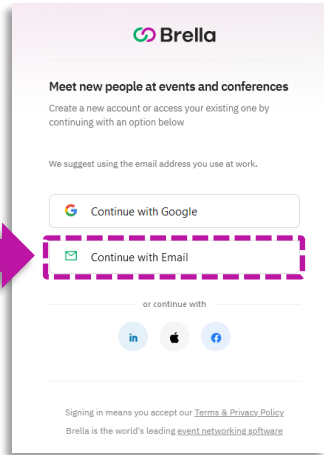 Brella
Meet new people at events and conferences
Create a new account or access your existing one by
continuing with an option below
We suggest using the email address you use at work.
Continue with Google
Continue with Email
or continue with
in
Signing in means you accept our Terms & Privacy Policy
Brella is the world's leading event networking software